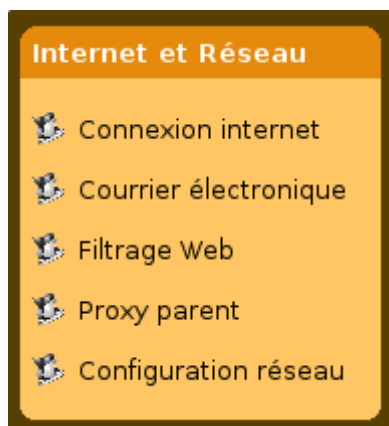 Internet et Réseau
Connexion internet
Courrier électronique
Filtrage Web
Proxy parent
Configuration réseau